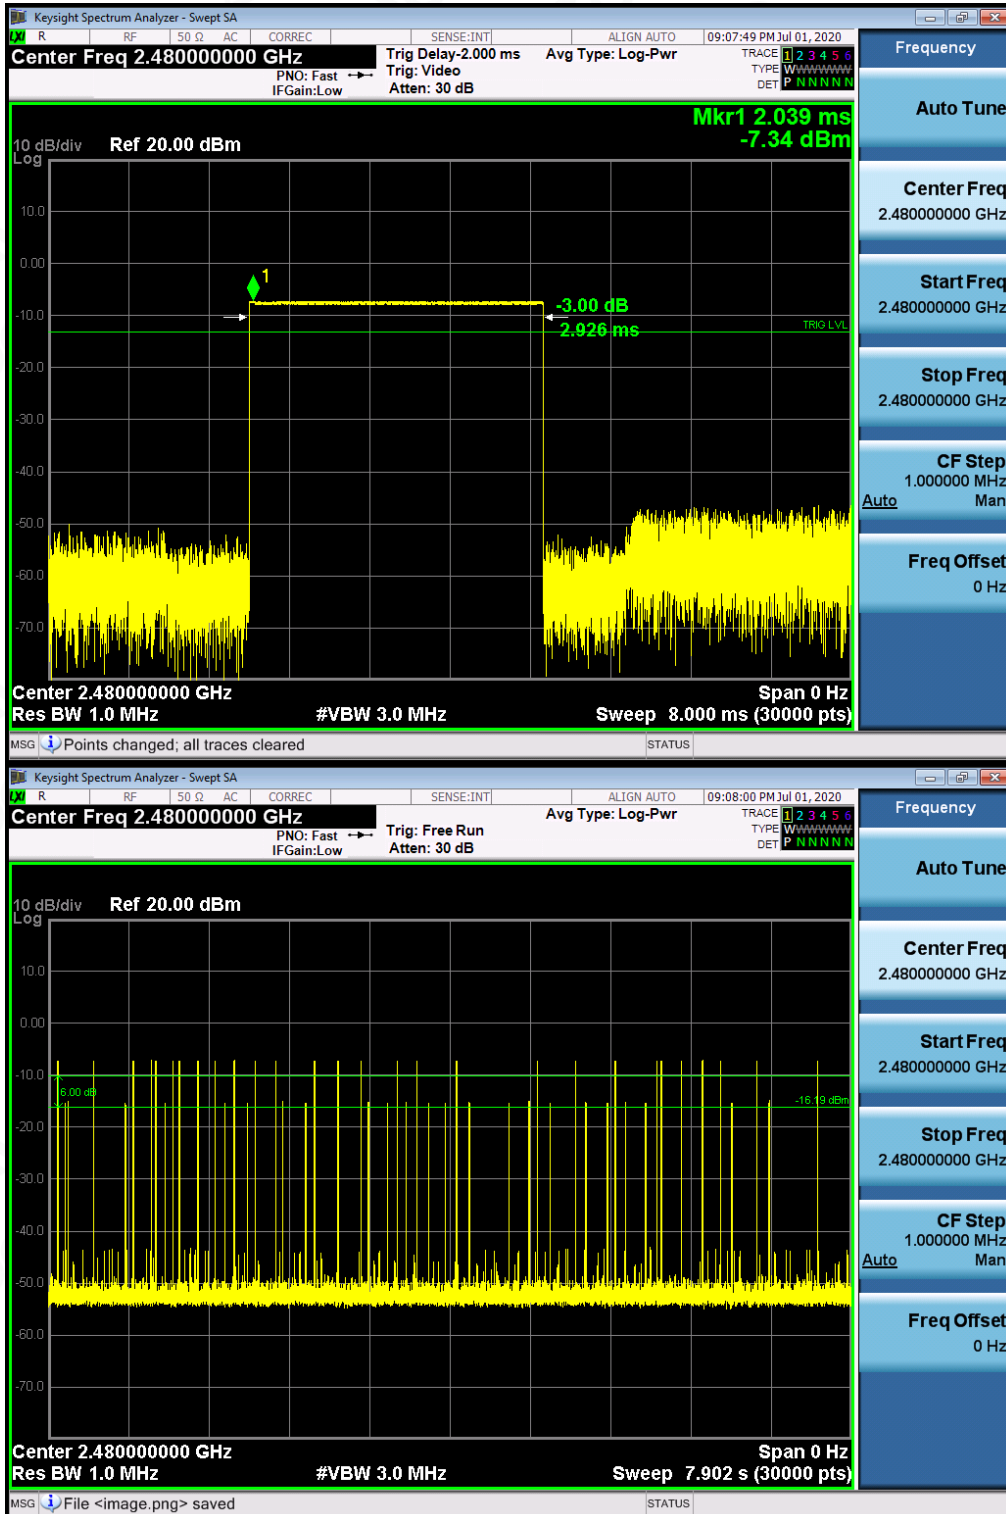 Keysight Spectrum Analyzer - Swept SA
LXI R RF 50 Ω AC CORREC SENSE:INT ALIGN AUTO 09:07:49 PM Jul 01, 2020
Center Freq 2.480000000 GHz
PNO: Fast
IFGain:Low
Trig Delay-2.000 ms
Trig: Video
Atten: 30 dB
Avg Type: Log-Pwr
TRACE 1 2 3 4 5 6
TYPE WWWWWW
DET P N N N N N
Mkr1 2.039 ms
-7.34 dBm
10 dB/div Ref 20.00 dBm
Log
10.0
0.00
1
-3.00 dB
-10.0
2.926 ms
TRIG LVL
-20.0
-30.0
-40.0
-50.0
-60.0
-70.0
Center 2.480000000 GHz Span 0 Hz
Res BW 1.0 MHz #VBW 3.0 MHz Sweep 8.000 ms (30000 pts)
MSG Points changed; all traces cleared STATUS
Frequency
Auto Tune
Center Freq
2.480000000 GHz
Start Freq
2.480000000 GHz
Stop Freq
2.480000000 GHz
CF Step
1.000000 MHz
Auto Man
Freq Offset
0 Hz
Keysight Spectrum Analyzer - Swept SA
LXI R RF 50 Ω AC CORREC SENSE:INT ALIGN AUTO 09:08:00 PM Jul 01, 2020
Center Freq 2.480000000 GHz
PNO: Fast
IFGain:Low
Trig: Free Run
Atten: 30 dB
Avg Type: Log-Pwr
TRACE 1 2 3 4 5 6
TYPE WWWWWW
DET P N N N N N
10 dB/div Ref 20.00 dBm
Log
10.0
0.00
-10.0
6.00 dB
-16.19 dBm
-20.0
-30.0
-40.0
-50.0
-60.0
-70.0
Center 2.480000000 GHz Span 0 Hz
Res BW 1.0 MHz #VBW 3.0 MHz Sweep 7.902 s (30000 pts)
MSG File <image.png> saved STATUS
Frequency
Auto Tune
Center Freq
2.480000000 GHz
Start Freq
2.480000000 GHz
Stop Freq
2.480000000 GHz
CF Step
1.000000 MHz
Auto Man
Freq Offset
0 Hz